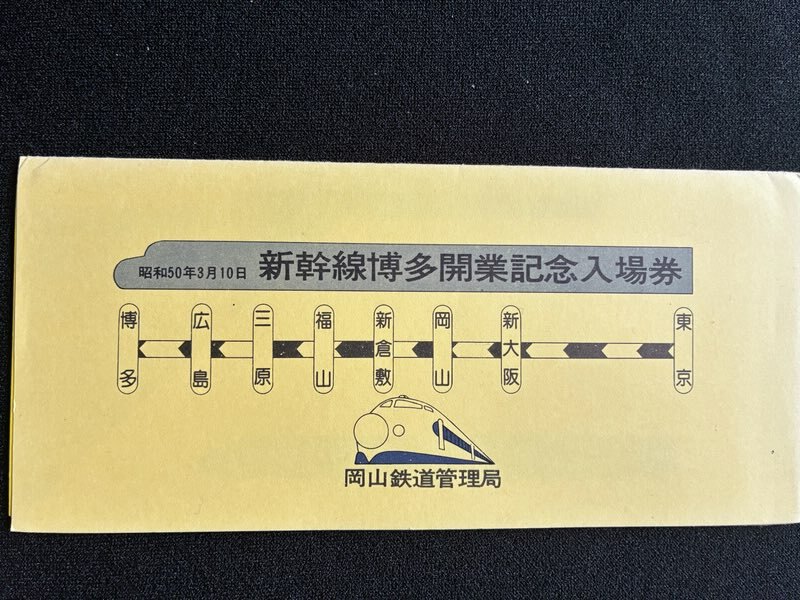 昭和50年3月10日 新幹線博多開業記念入場券
博多 広島 三原 福山 新倉敷 岡山 新大阪 東京
岡山鉄道管理局